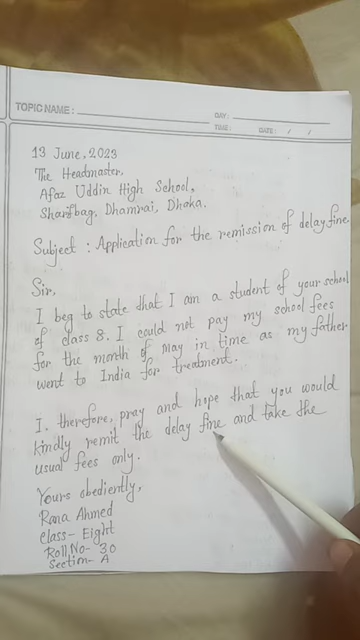 TOPIC NAME:
DAY:
TIME: DATE: / /
13 June, 2023
The Headmaster,
Afaz Uddin High School,
Sharifbag, Dhamrai, Dhaka.
Subject : Application for the remission of delay fine.
Sir,
I beg to state that I am a student of your school
of class 8. I could not pay my school fees
for the month of may in time as my father
went to India for treatment.
I. therefore, pray and hope that you would
kindly remit the delay fine and take the
usual fees only.
Yours obediently,
Rana Ahmed
Class- Eight
Roll, No- 30
Section- A